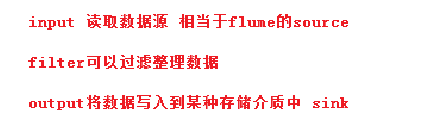 input 读取数据源 相当于flume的source
filter可以过滤整理数据
output将数据写入到某种存储介质中 sink